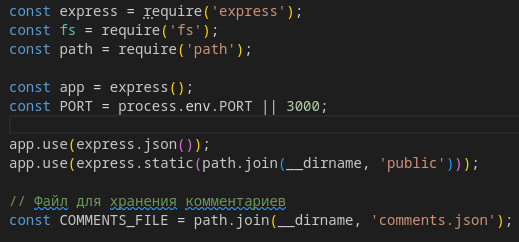 const express = require('express');
const fs = require('fs');
const path = require('path');
const app = express();
const PORT = process.env.PORT || 3000;
app.use(express.json());
app.use(express.static(path.join(__dirname, 'public')));
// Файл для хранения комментариев
const COMMENTS_FILE = path.join(__dirname, 'comments.json');